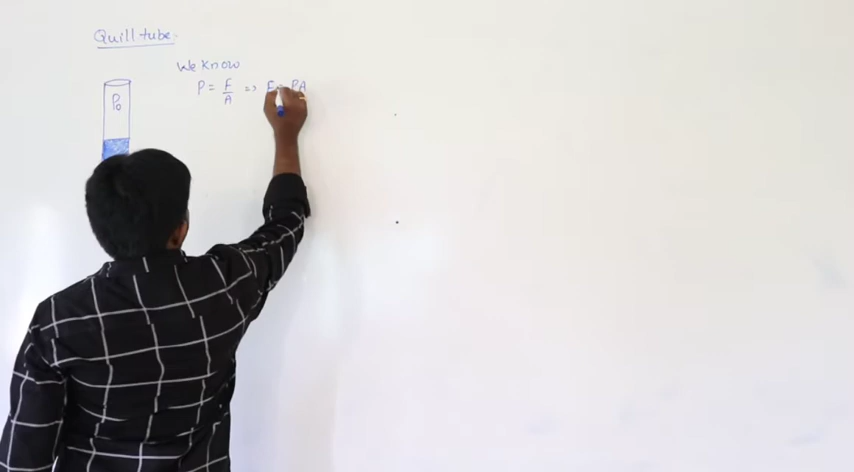 Quill tube
We know
P = F/A => F = PA
P₀